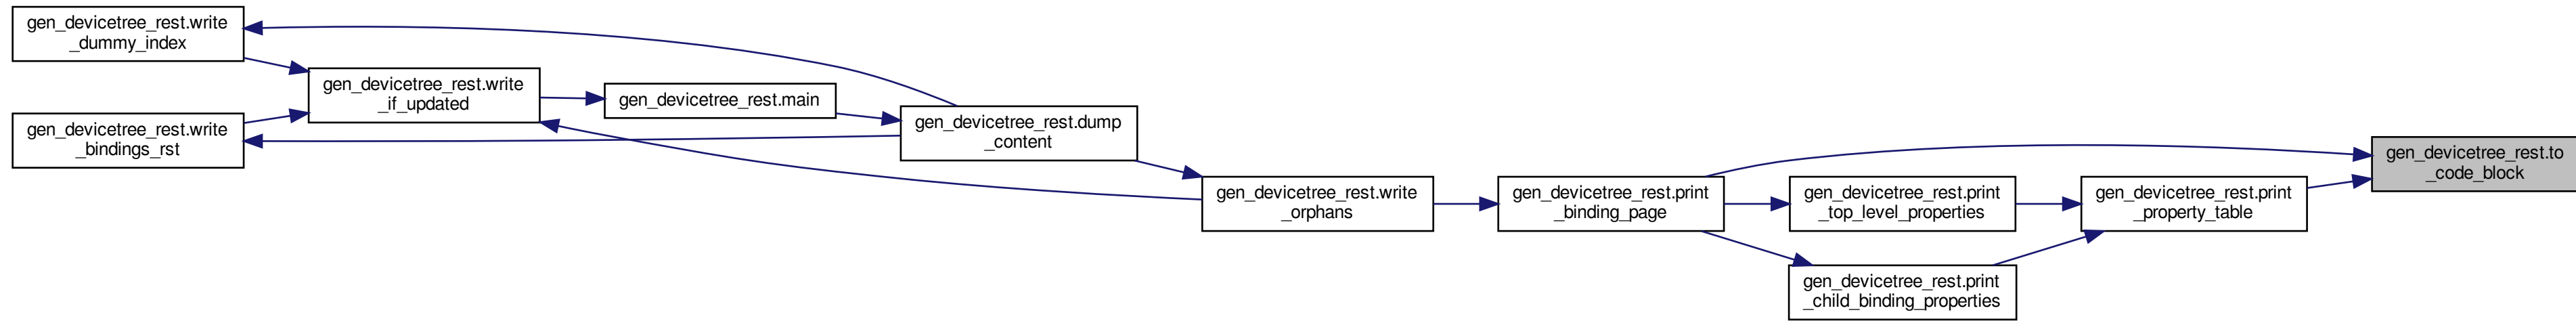 gen_devicetree_rest.write
_dummy_index
gen_devicetree_rest.write
_bindings_rst
gen_devicetree_rest.write
_if_updated
gen_devicetree_rest.main
gen_devicetree_rest.dump
_content
gen_devicetree_rest.write
_orphans
gen_devicetree_rest.print
_binding_page
gen_devicetree_rest.print
_top_level_properties
gen_devicetree_rest.print
_child_binding_properties
gen_devicetree_rest.print
_property_table
gen_devicetree_rest.to
_code_block